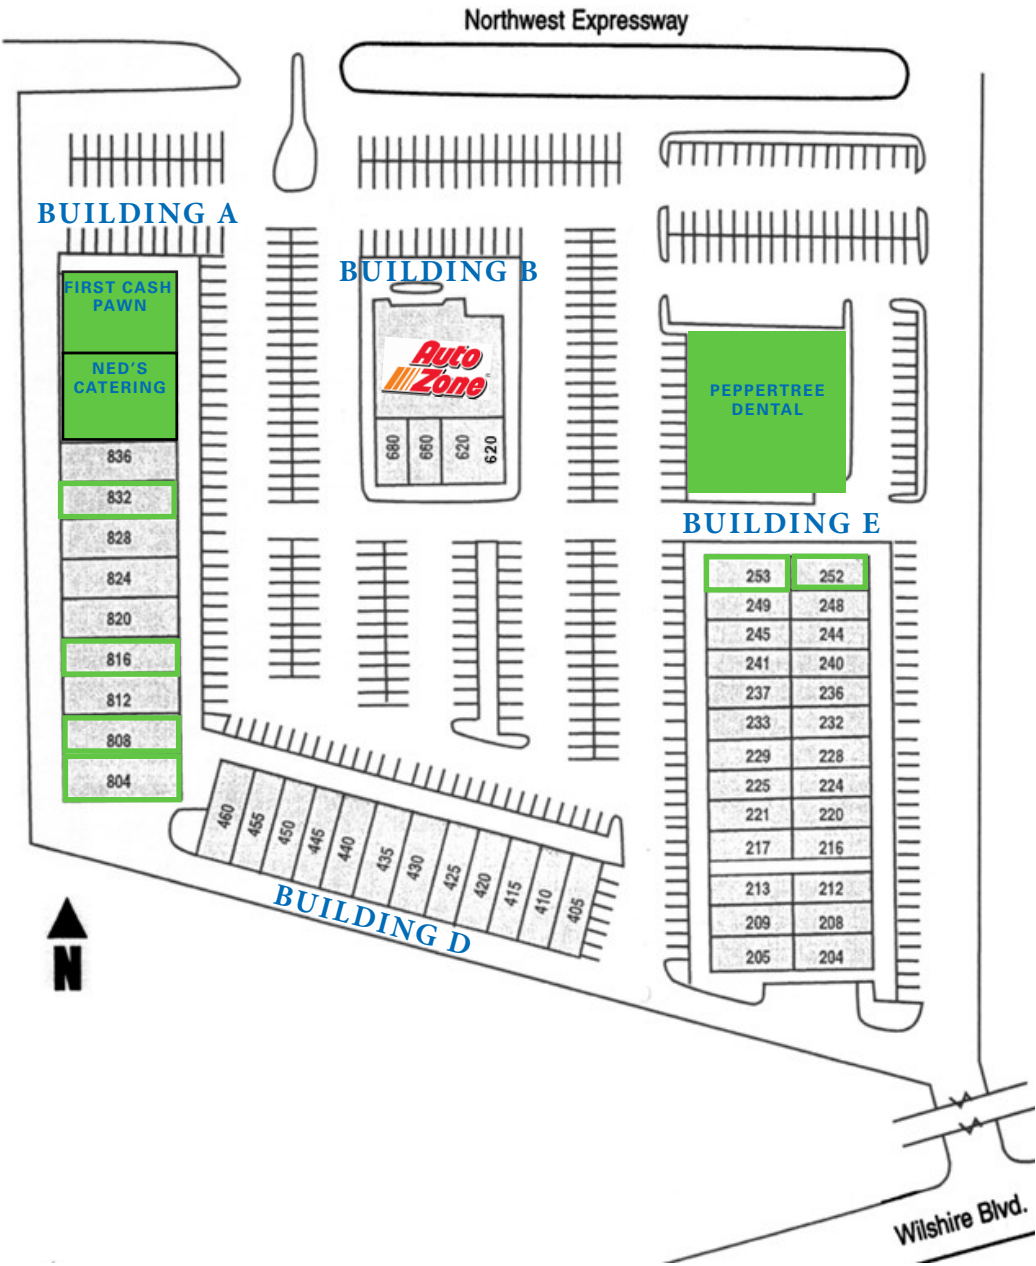 Northwest Expressway
BUILDING A
FIRST CASH
PAWN
NED'S
CATERING
836
832
828
824
820
816
812
808
804
BUILDING B
Auto
Zone
680
660
620
620
PEPPERTREE
DENTAL
BUILDING E
253 252
249 248
245 244
241 240
237 236
233 232
229 228
225 224
221 220
217 216
213 212
209 208
205 204
460
455
450
445
440
435
430
425
420
415
410
405
BUILDING D
N
Wilshire Blvd.